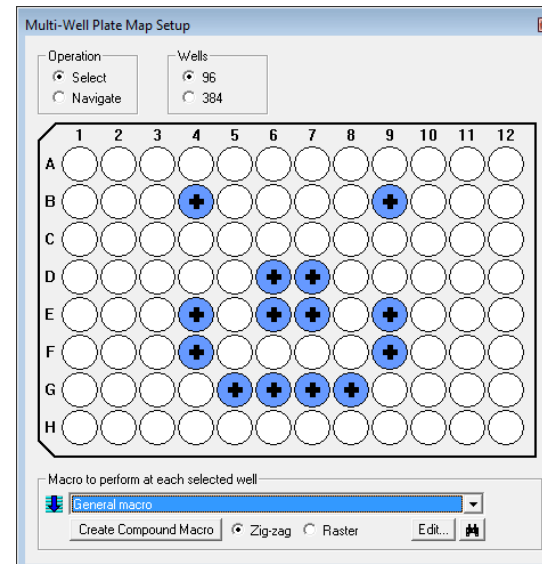 Multi-Well Plate Map Setup
Operation Wells
Select 96
Navigate 384
1 2 3 4 5 6 7 8 9 10 11 12
A
B
C
D
E
F
G
H
Macro to perform at each selected well
General macro
Create Compound Macro Zig-zag Raster Edit...